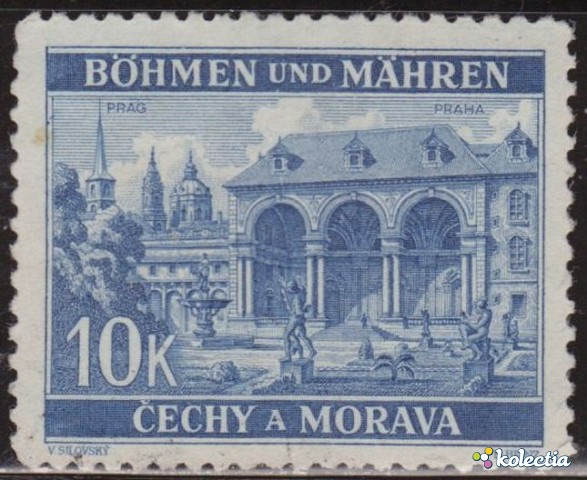 BÖHMEN UND MÄHREN
PRAG PRAHA
10K
ČECHY A MORAVA
V. SILOVSKÝ
kolectia